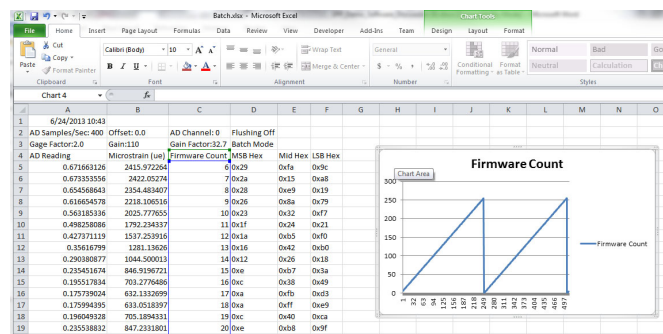 Batch.xlsx - Microsoft Excel
Chart Tools
File Home Insert Page Layout Formulas Data Review View Developer Add-Ins Team Design Layout Format
Cut
Copy
Format Painter
Paste
Clipboard
Calibri (Body) 10
B I U
Font
Wrap Text
Merge & Center
Alignment
General
$ % ,
Number
Conditional Formatting
Format as Table
Normal Bad Go
Neutral Calculation
Styles
Chart 4 fx
A B C D E F G H I J K L M N O
1 6/24/2013 10:43
2 AD Samples/Sec: 400 Offset: 0.0 AD Channel: 0 Flushing Off
3 Gage Factor:2.0 Gain:110 Gain Factor:32.7 Batch Mode
4 AD Reading Microstrain (ue) Firmware Count MSB Hex Mid Hex LSB Hex
5 0.671663126 2415.972264 6 0x29 0xfa 0x9c
6 0.673353556 2422.05274 7 0x2a 0x15 0xa8
7 0.654568643 2354.483407 8 0x28 0xe9 0x19
8 0.616654578 2218.106516 9 0x26 0x8a 0x79
9 0.563185336 2025.777655 10 0x23 0x32 0xf7
10 0.498258086 1792.234337 11 0x1f 0x24 0x21
11 0.427371119 1537.253916 12 0x1a 0xb5 0xf0
12 0.35616799 1281.13626 13 0x16 0x42 0xb0
13 0.290380877 1044.500013 14 0x12 0x26 0x18
14 0.235451674 846.9196721 15 0xe 0xb7 0x3a
15 0.195517834 703.2776486 16 0xc 0x38 0x49
16 0.175739024 632.1332699 17 0xa 0xfb 0xd3
17 0.175994395 633.0518397 18 0xa 0xff 0xe9
18 0.196049328 705.1894331 19 0xc 0x40 0xca
19 0.235538832 847.2331801 20 0xe 0xb8 0x9f
Firmware Count
Chart Area
300
250
200
150
100
50
0
1 32 63 94 125 156 187 218 249 280 311 342 373 404 435 466 497
Firmware Count